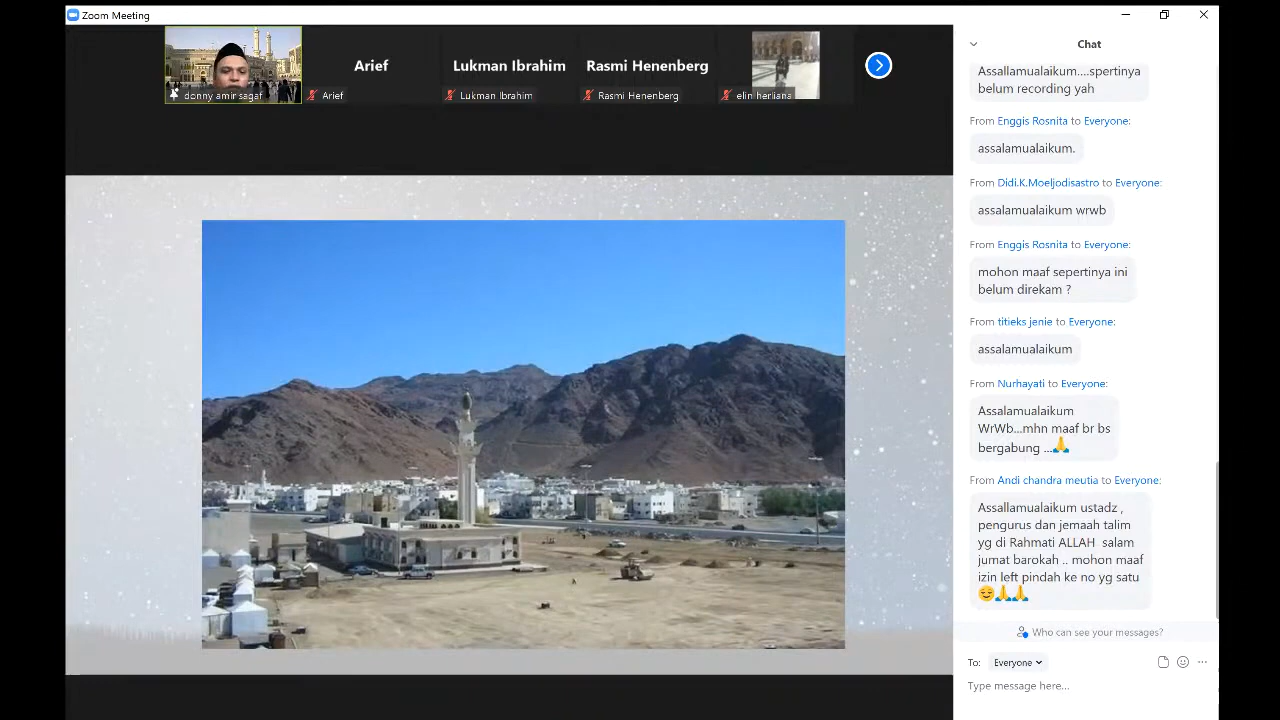 Zoom Meeting
Arief
Lukman Ibrahim
Rasmi Henenberg
donny amir sagaf
Arief
Lukman Ibrahim
Rasmi Henenberg
elin herliana
Chat
Assallamualaikum....spertinya
belum recording yah
From Enggis Rosnita to Everyone:
assalamualaikum.
From Didi.K.Moeljodisastro to Everyone:
assalamualaikum wrwb
From Enggis Rosnita to Everyone:
mohon maaf sepertinya ini
belum direkam ?
From titieks jenie to Everyone:
assalamualaikum
From Nurhayati to Everyone:
Assalamualaikum
WrWb...mhn maaf br bs
bergabung ...🙏
From Andi chandra meutia to Everyone:
Assallamualaikum ustadz ,
pengurus dan jemaah talim
yg di Rahmati ALLAH salam
jumat barokah .. mohon maaf
izin left pindah ke no yg satu
😊🙏🙏
Who can see your messages?
To: Everyone
Type message here...